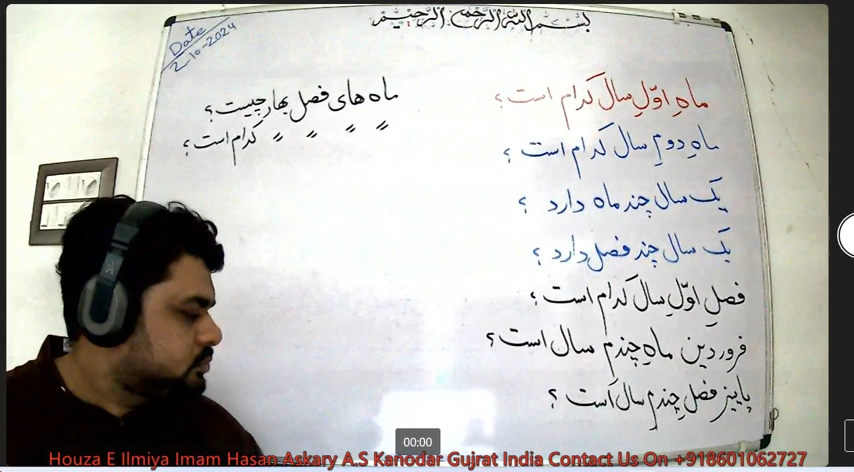 بسم الله الرحمن الرحیم
Date
2-10-2024
ماهِ اوّلِ سال کدام است؟
ماهِ دومِ سال کدام است؟
یک سال چند ماه دارد؟
یک سال چند فصل دارد؟
فصلِ اوّلِ سال کدام است؟
فروردین ماهِ چندم سال است؟
پاییز فصلِ چندم سال است؟
ماه های فصل بهار چیست؟
〃 〃 〃 〃 کدام است؟
00:00
Houza E Ilmiya Imam Hasan Askary A.S Kanodar Gujrat India Contact Us On +918601062727